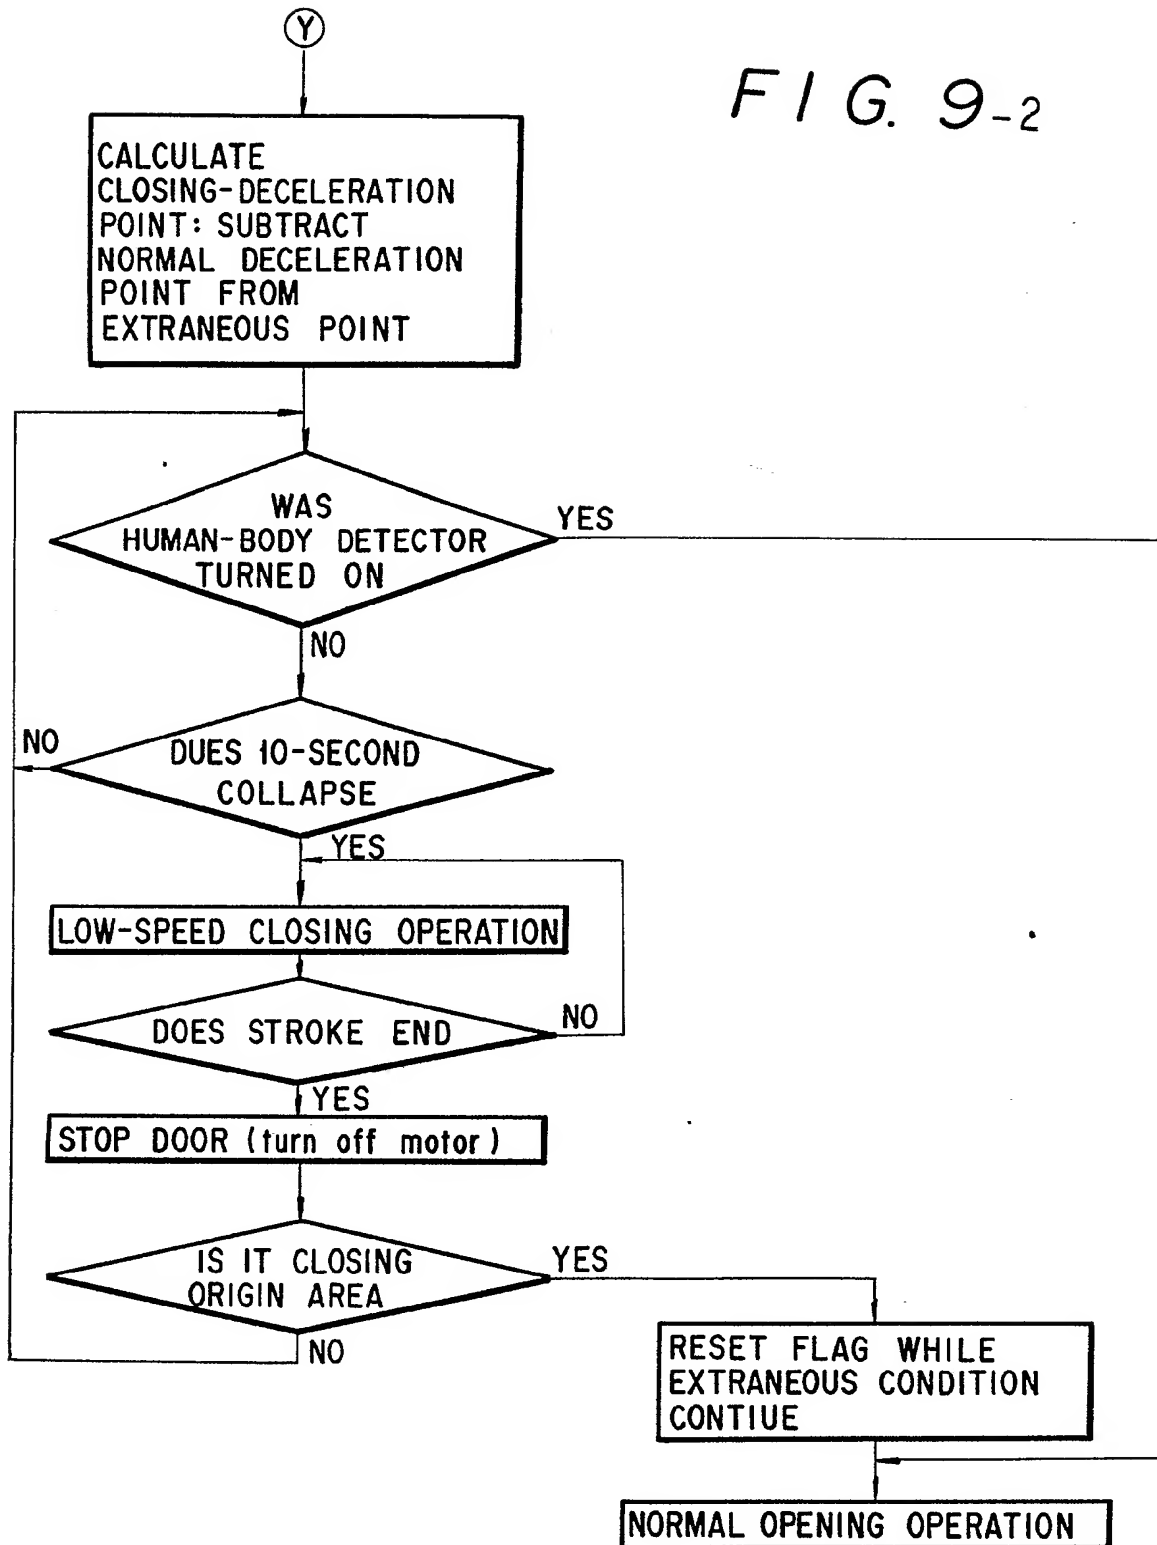 Y
FIG. 9-2
CALCULATE
CLOSING-DECELERATION
POINT: SUBTRACT
NORMAL DECELERATION
POINT FROM
EXTRANEOUS POINT
WAS
HUMAN-BODY DETECTOR
TURNED ON
YES
NO
DUES 10-SECOND
COLLAPSE
NO
YES
LOW-SPEED CLOSING OPERATION
DOES STROKE END
NO
YES
STOP DOOR (turn off motor)
IS IT CLOSING
ORIGIN AREA
YES
NO
RESET FLAG WHILE
EXTRANEOUS CONDITION
CONTIUE
NORMAL OPENING OPERATION